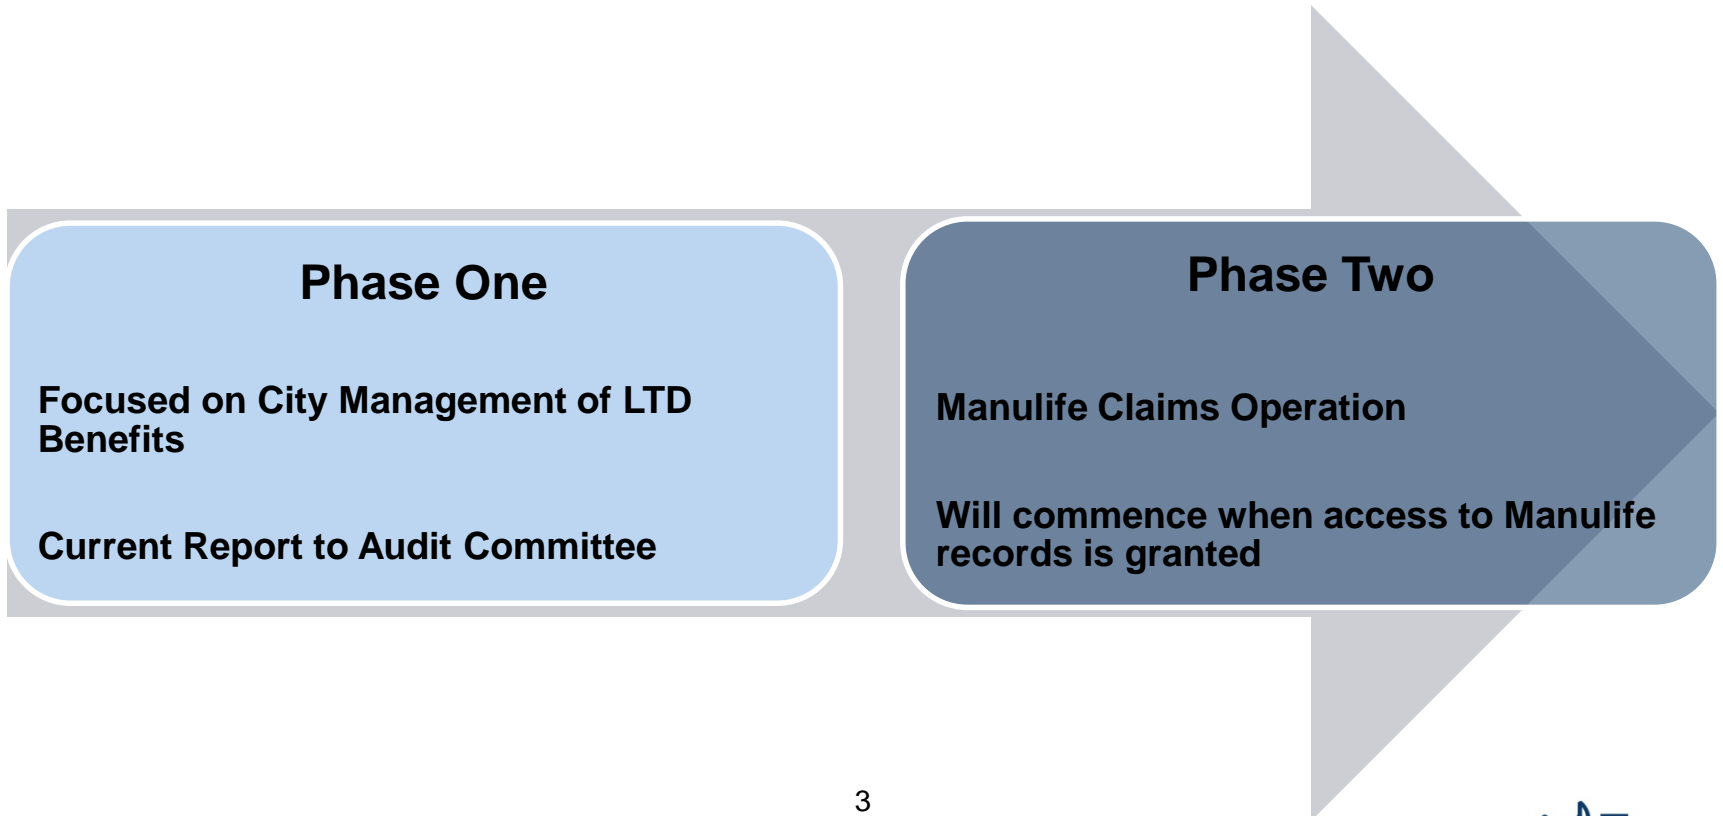 Phase One
Focused on City Management of LTD
Benefits
Current Report to Audit Committee
Phase Two
Manulife Claims Operation
Will commence when access to Manulife
records is granted
3